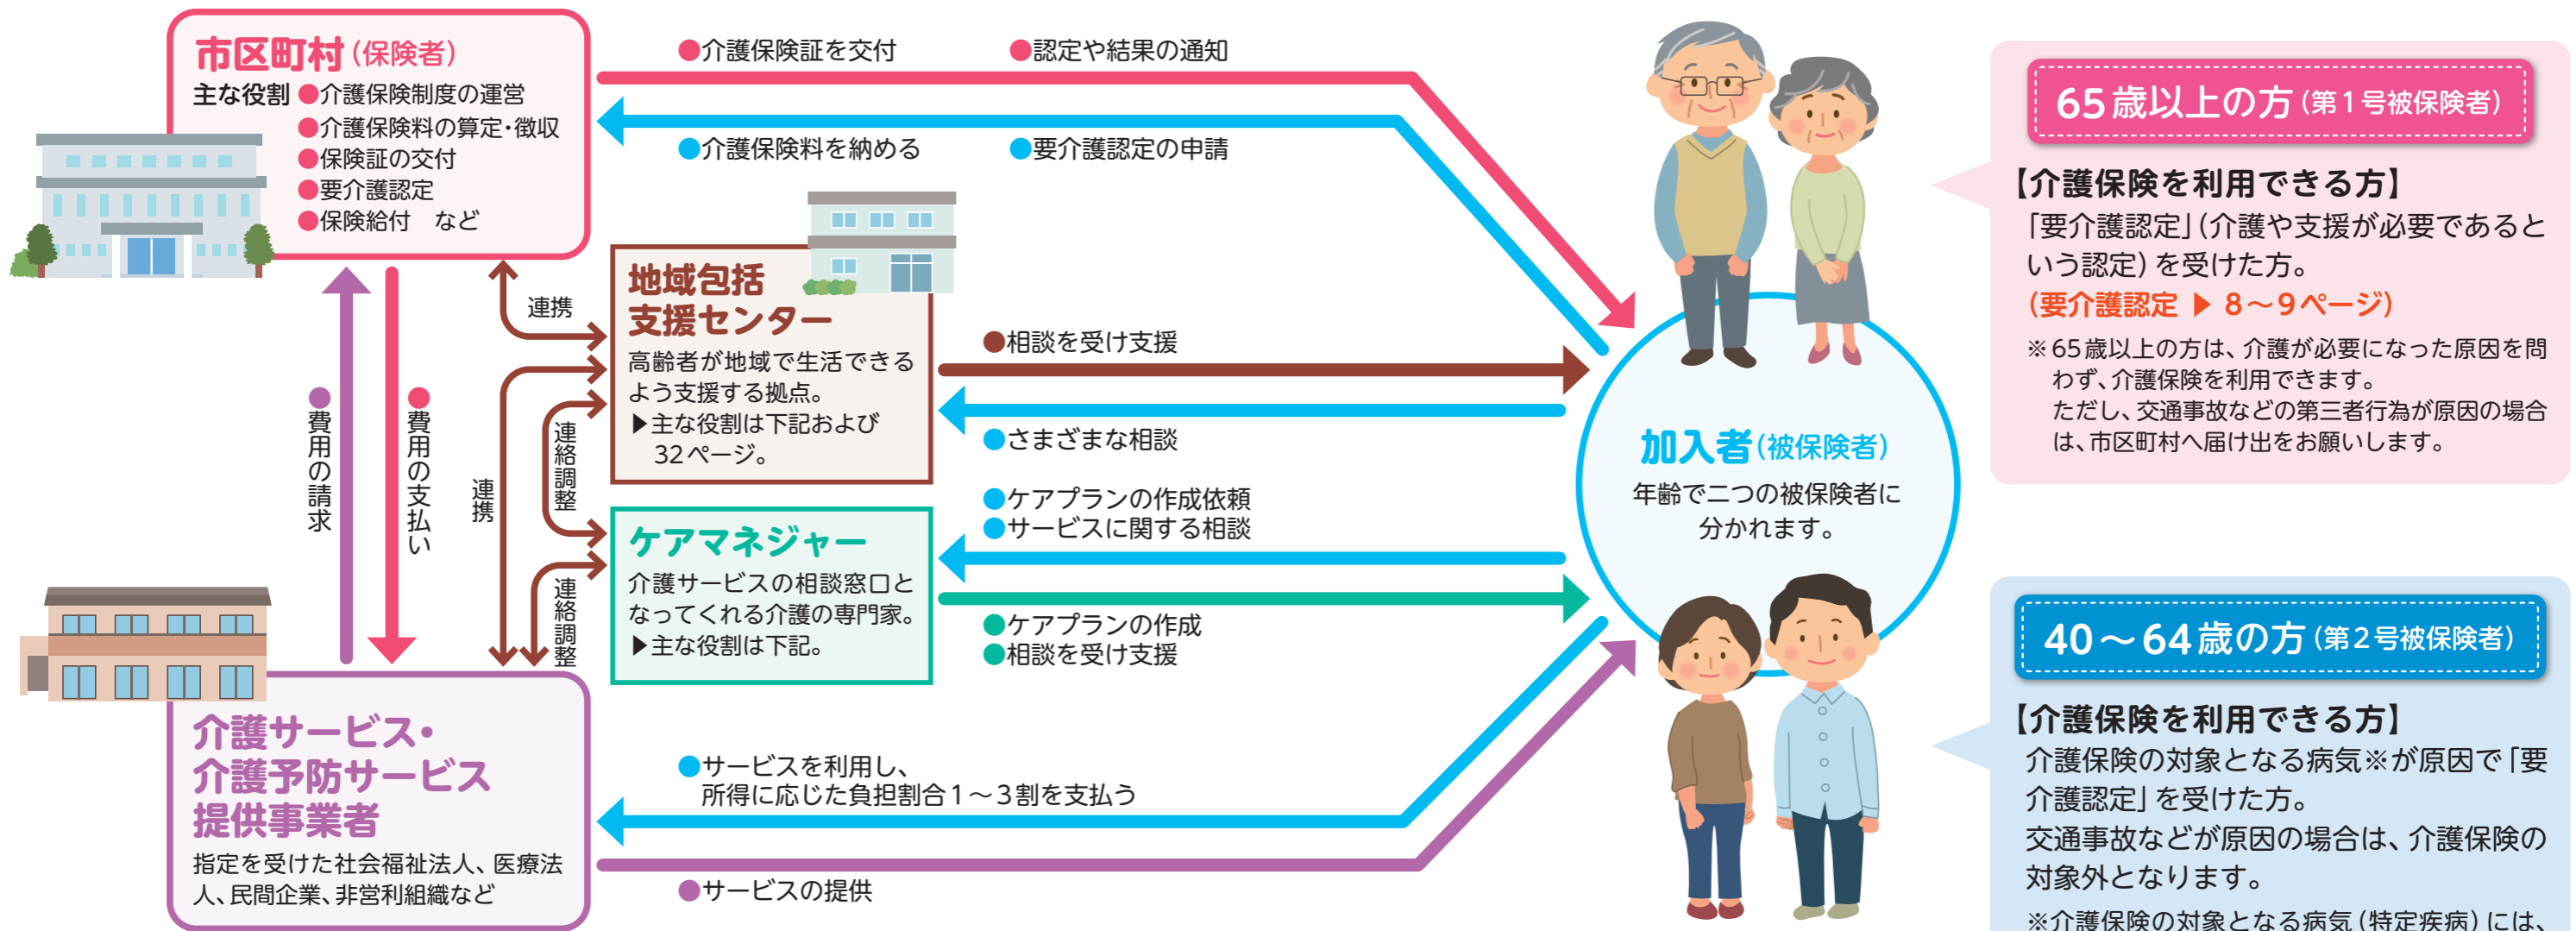 市区町村（保険者）
主な役割 ●介護保険制度の運営
●介護保険料の算定・徴収
●保険証の交付
●要介護認定
●保険給付　など
●介護保険証を交付
●認定や結果の通知
●介護保険料を納める
●要介護認定の申請
連携
地域包括
支援センター
高齢者が地域で生活できる
よう支援する拠点。
▶主な役割は下記および
32ページ。
●相談を受け支援
●さまざまな相談
●費用の請求
●費用の支払い
連携
連絡調整
ケアマネジャー
介護サービスの相談窓口と
なってくれる介護の専門家。
▶主な役割は下記。
連絡調整
●ケアプランの作成依頼
●サービスに関する相談
●ケアプランの作成
●相談を受け支援
介護サービス・
介護予防サービス
提供事業者
指定を受けた社会福祉法人、医療法
人、民間企業、非営利組織など
●サービスを利用し、
所得に応じた負担割合１～３割を支払う
●サービスの提供
加入者（被保険者）
年齢で二つの被保険者に
分かれます。
65歳以上の方（第１号被保険者）
【介護保険を利用できる方】
「要介護認定」（介護や支援が必要であると
いう認定）を受けた方。
（要介護認定 ▶ 8～9ページ）
※65歳以上の方は、介護が必要になった原因を問
わず、介護保険を利用できます。
ただし、交通事故などの第三者行為が原因の場合
は、市区町村へ届け出をお願いします。
40～64歳の方（第２号被保険者）
【介護保険を利用できる方】
介護保険の対象となる病気※が原因で「要
介護認定」を受けた方。
交通事故などが原因の場合は、介護保険の
対象外となります。
※介護保険の対象となる病気（特定疾病）には、